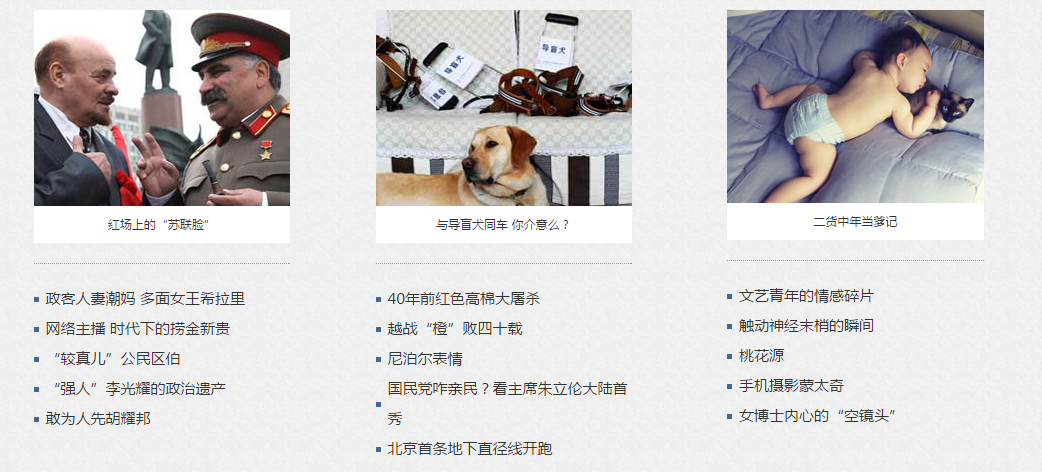 导盲犬
导盲犬
红场上的“苏联脸”
政客人妻潮妈 多面女王希拉里
网络主播 时代下的捞金新贵
“较真儿”公民区伯
“强人”李光耀的政治遗产
敢为人先胡耀邦
与导盲犬同车 你介意么？
40年前红色高棉大屠杀
越战“橙”败四十载
尼泊尔表情
国民党咋亲民？看主席朱立伦大陆首
秀
北京首条地下直径线开跑
二货中年当爹记
文艺青年的情感碎片
触动神经末梢的瞬间
桃花源
手机摄影蒙太奇
女博士内心的“空镜头”